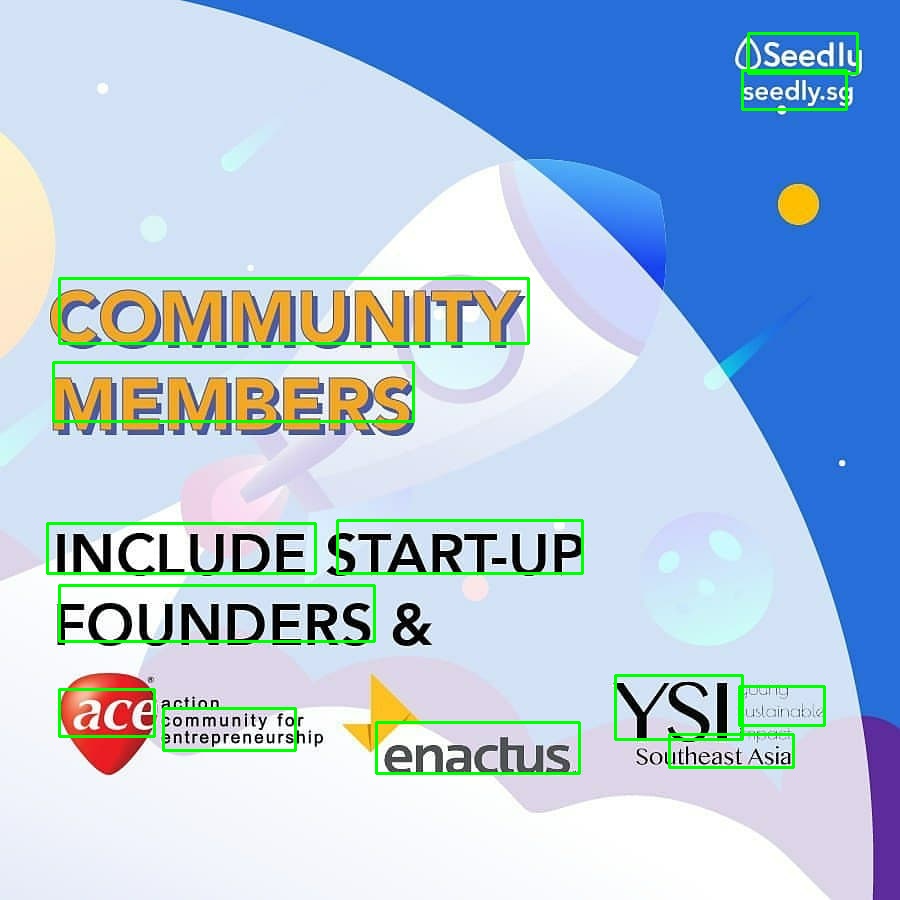 Seedly
seedly.sg
COMMUNITY
MEMBERS
INCLUDE START-UP
FOUNDERS &
ace action
community for
entrepreneurship
enactus
YSI young
sustainable
impact
Southeast Asia